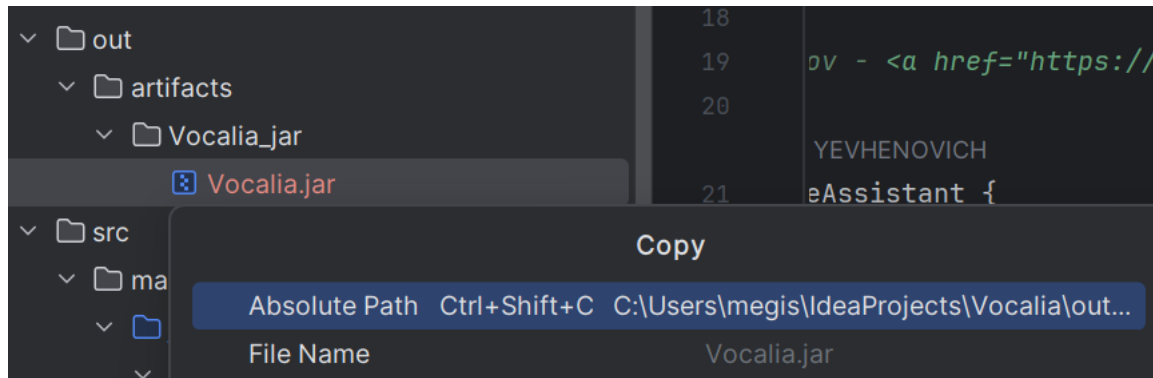 out
artifacts
Vocalia_jar
Vocalia.jar
src
ma
18
19 ov - <a href="https://
20
YEVHENOVICH
21 eAssistant {
Copy
Absolute Path Ctrl+Shift+C C:\Users\megis\IdeaProjects\Vocalia\out...
File Name Vocalia.jar